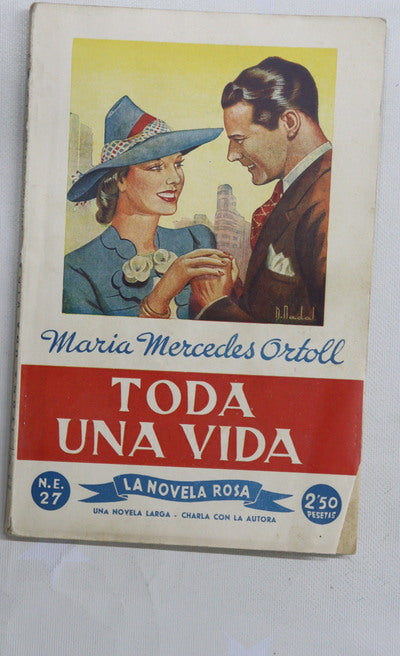 A. Nadal
Maria Mercedes Ortoll
TODA
UNA VIDA
N.E.
27
LA NOVELA ROSA
2'50
PESETAS
UNA NOVELA LARGA - CHARLA CON LA AUTORA